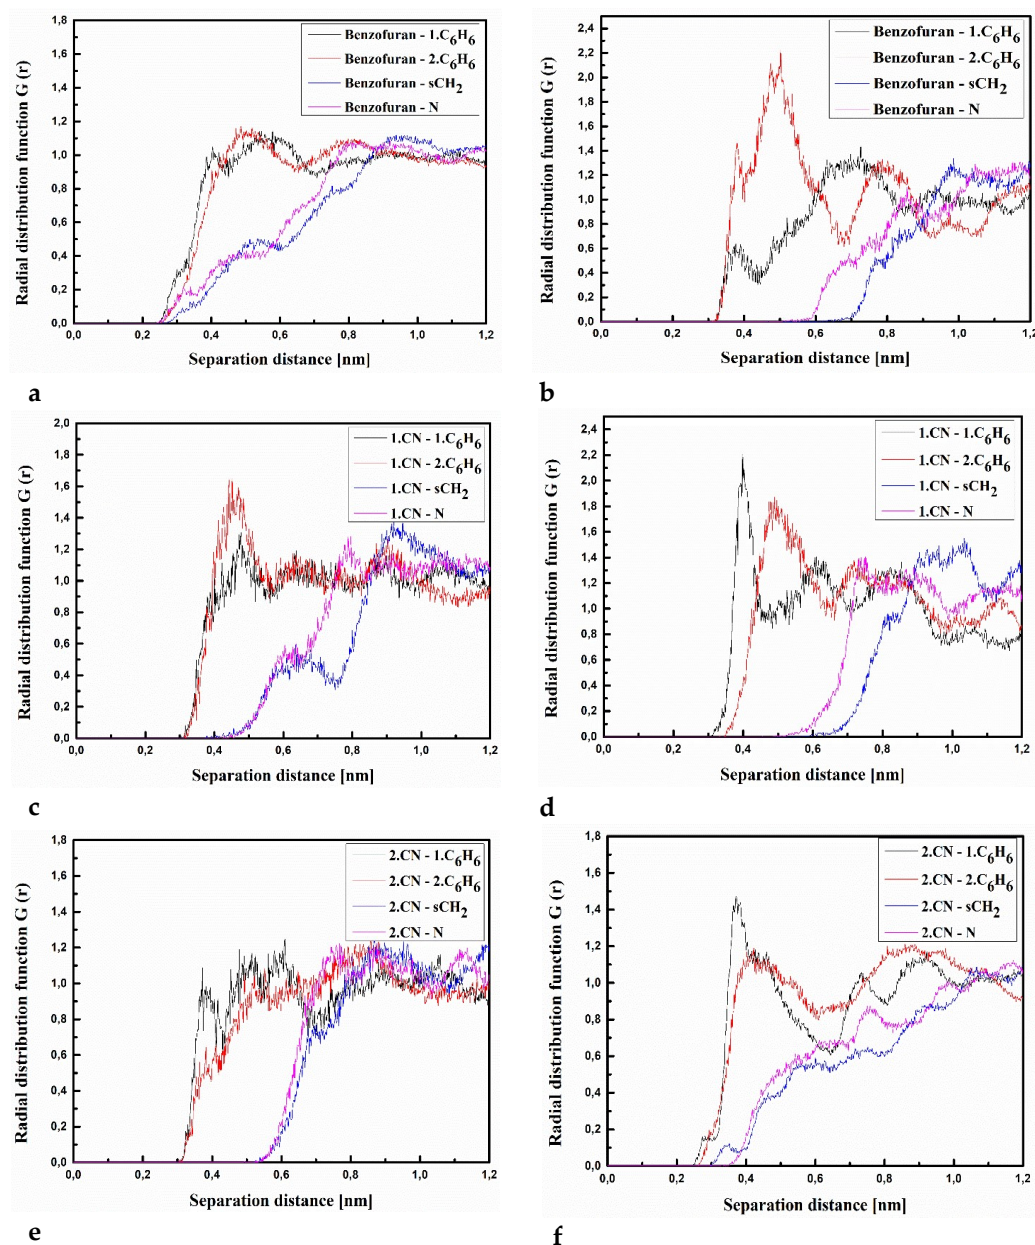 Radial distribution function G (r)
1,8
1,6
1,4
1,2
1,0
0,8
0,6
0,4
0,2
0,0
Benzofuran - 1.C6H6
Benzofuran - 2.C6H6
Benzofuran - sCH2
Benzofuran - N
0,0 0,2 0,4 0,6 0,8 1,0 1,2
Separation distance [nm]
a
Radial distribution function G (r)
2,4
2,2
2,0
1,8
1,6
1,4
1,2
1,0
0,8
0,6
0,4
0,2
0,0
Benzofuran - 1.C6H6
Benzofuran - 2.C6H6
Benzofuran - sCH2
Benzofuran - N
0,0 0,2 0,4 0,6 0,8 1,0 1,2
Separation distance [nm]
b
Radial distribution function G (r)
2,0
1,8
1,6
1,4
1,2
1,0
0,8
0,6
0,4
0,2
0,0
1.CN - 1.C6H6
1.CN - 2.C6H6
1.CN - sCH2
1.CN - N
0,0 0,2 0,4 0,6 0,8 1,0 1,2
Separation distance [nm]
c
Radial distribution function G (r)
2,4
2,2
2,0
1,8
1,6
1,4
1,2
1,0
0,8
0,6
0,4
0,2
0,0
1.CN - 1.C6H6
1.CN - 2.C6H6
1.CN - sCH2
1.CN - N
0,0 0,2 0,4 0,6 0,8 1,0 1,2
Separation distance [nm]
d
Radial distribution function G (r)
1,8
1,6
1,4
1,2
1,0
0,8
0,6
0,4
0,2
0,0
2.CN - 1.C6H6
2.CN - 2.C6H6
2.CN - sCH2
2.CN - N
0,0 0,2 0,4 0,6 0,8 1,0 1,2
Separation distance [nm]
e
Radial distribution function G (r)
1,8
1,6
1,4
1,2
1,0
0,8
0,6
0,4
0,2
0,0
2.CN - 1.C6H6
2.CN - 2.C6H6
2.CN - sCH2
2.CN - N
0,0 0,2 0,4 0,6 0,8 1,0 1,2
Separation distance [nm]
f